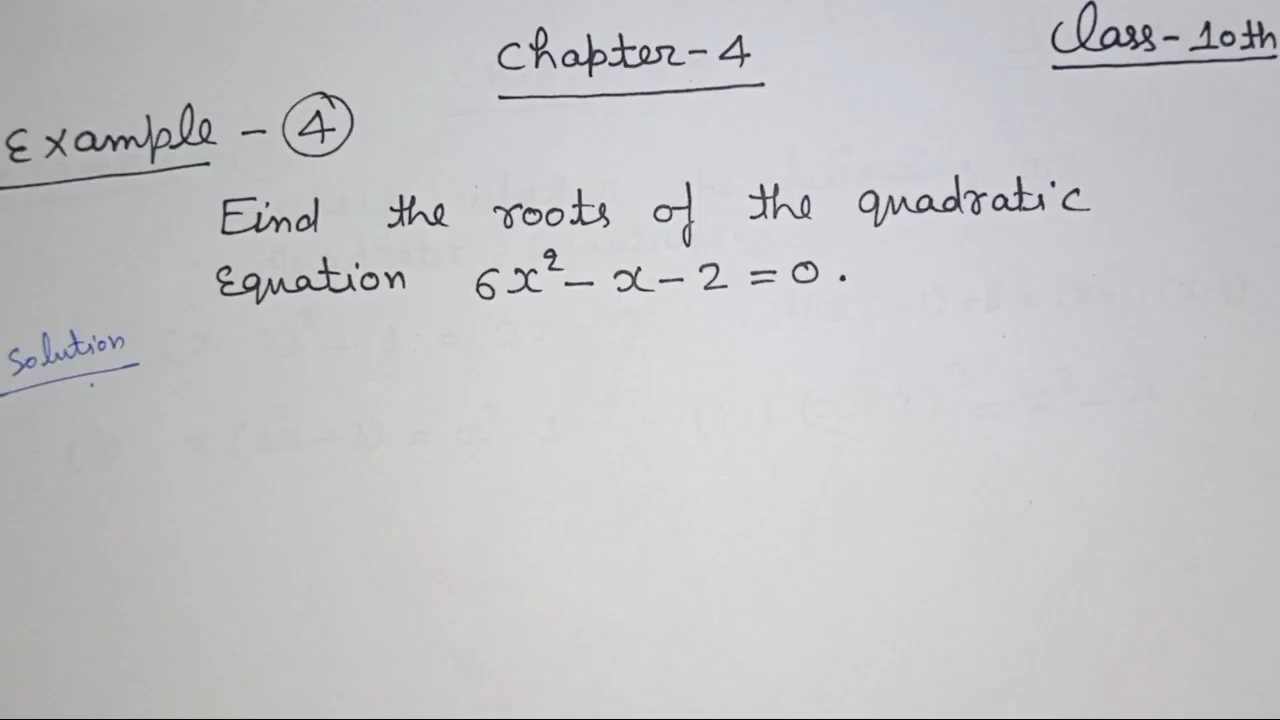 Chapter-4
Class-10th
Example - 4
Find the roots of the quadratic
Equation 6x² - x - 2 = 0.
Solution